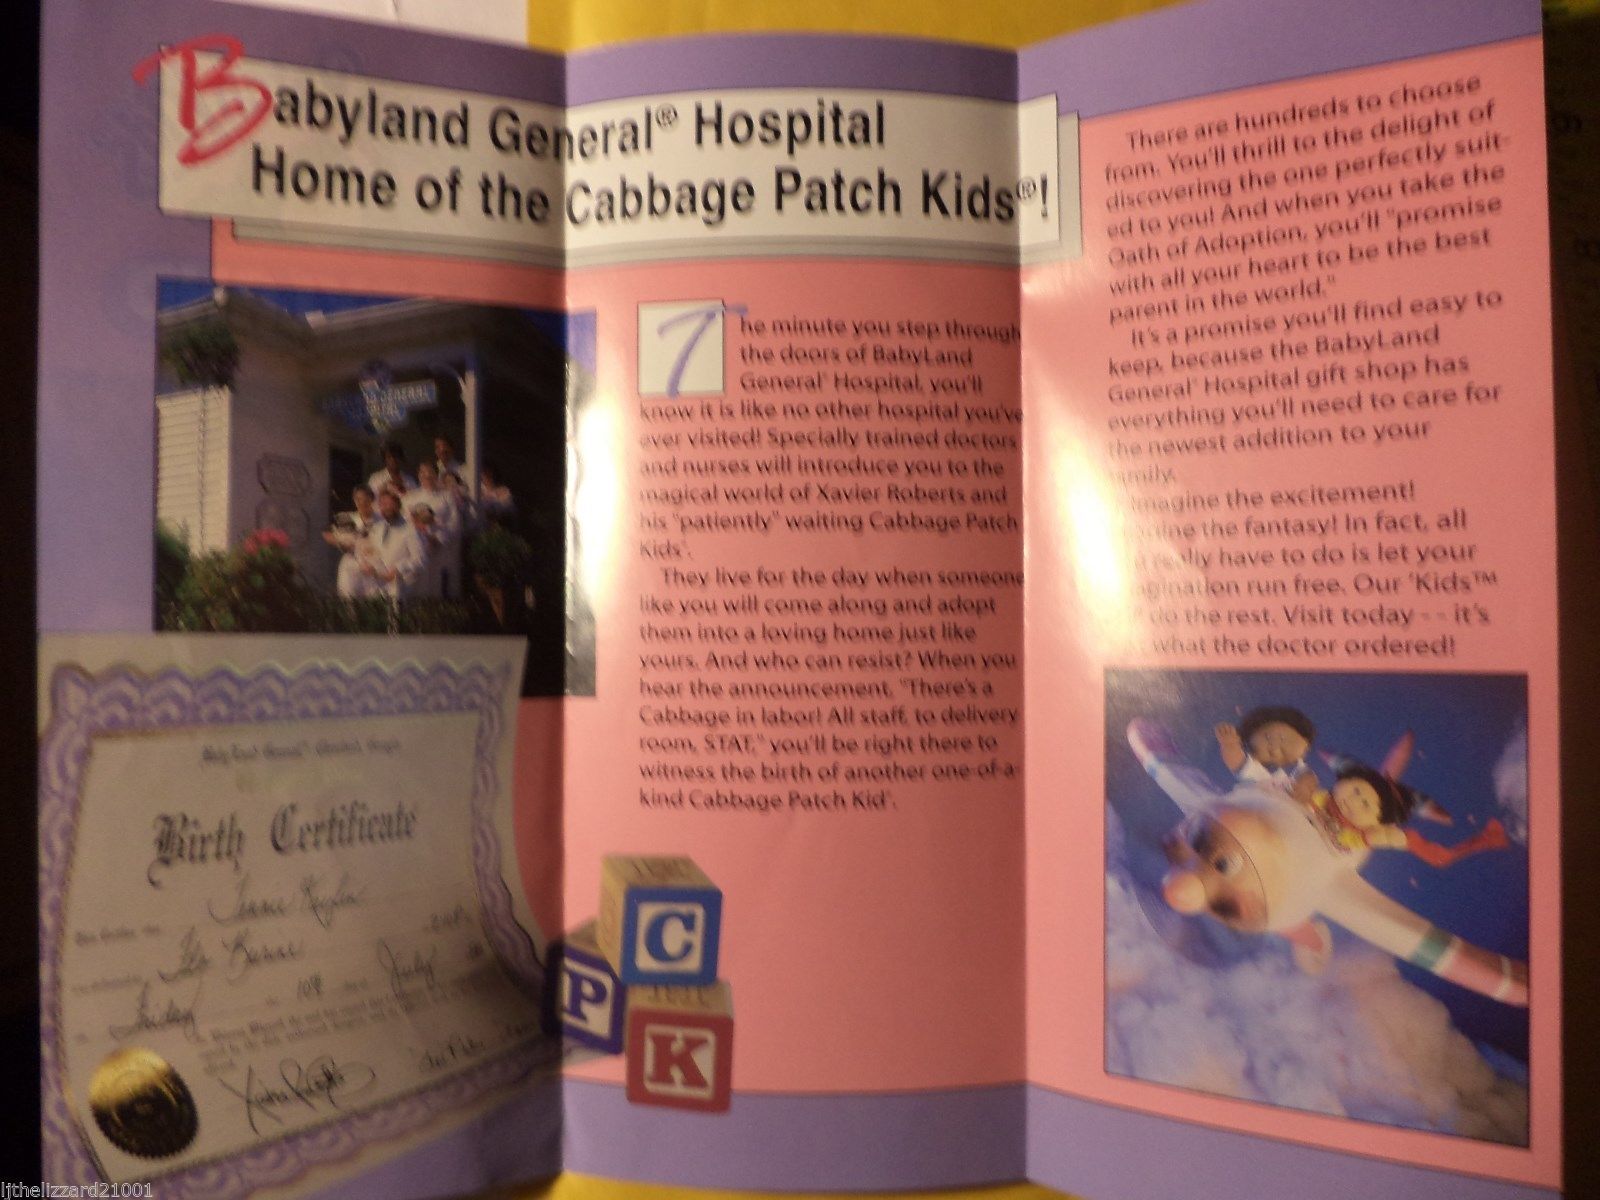 Babyland General® Hospital
Home of the Cabbage Patch Kids®!
The minute you step through
the doors of BabyLand
General® Hospital, you'll
know it is like no other hospital you've
ever visited! Specially trained doctors
and nurses will introduce you to the
magical world of Xavier Roberts and
his "patiently" waiting Cabbage Patch
Kids®.
They live for the day when someone
like you will come along and adopt
them into a loving home just like
yours. And who can resist? When you
hear the announcement, "There's a
Cabbage in labor! All staff, to delivery
room, STAT," you'll be right there to
witness the birth of another one-of-a-
kind Cabbage Patch Kid®.
There are hundreds to choose
from. You'll thrill to the delight of
discovering the one perfectly suit-
ed to you! And when you take the
Oath of Adoption, you'll "promise
with all your heart to be the best
parent in the world."
It's a promise you'll find easy to
keep, because the BabyLand
General® Hospital gift shop has
everything you'll need to care for
the newest addition to your
family.
Imagine the excitement!
the fantasy! In fact, all
really have to do is let your
run free. Our 'Kids™
do the rest. Visit today - - it's
what the doctor ordered!
GENERAL
Birth Certificate
Friday
July
C
P
K
ljthelizzard21001